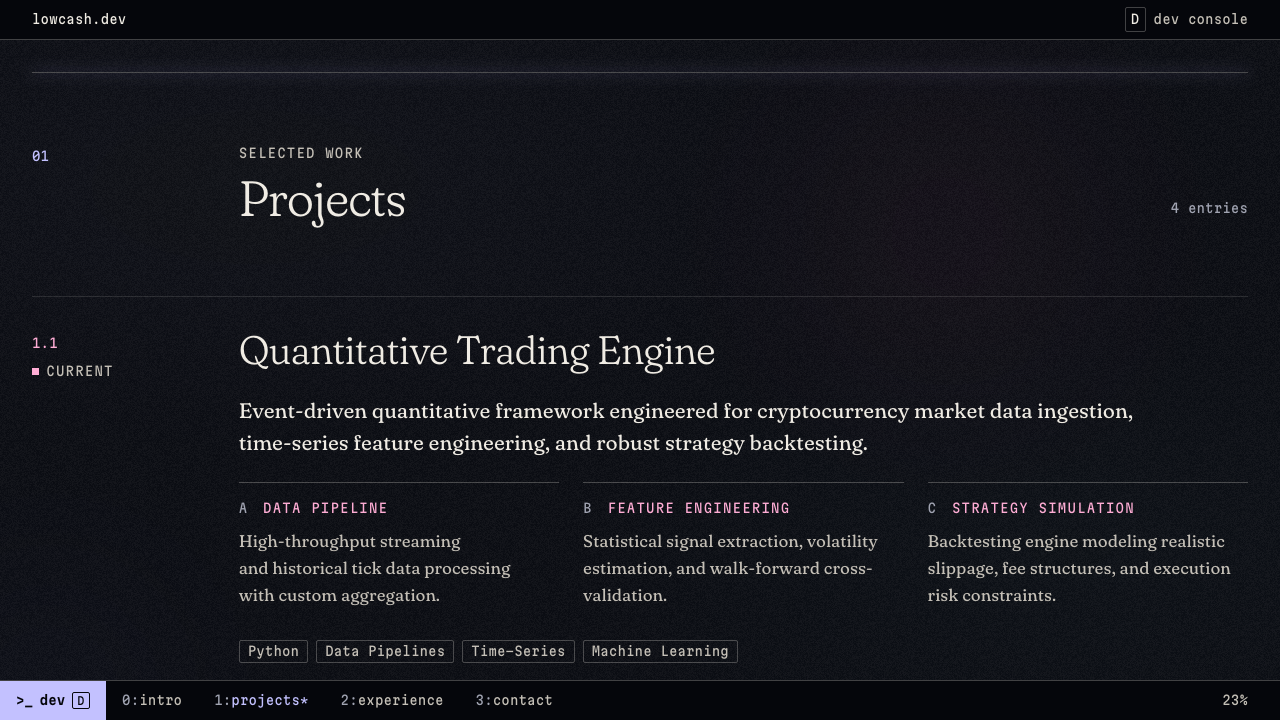 lowcash.dev
D dev console
01
SELECTED WORK
Projects
4 entries
1.1
CURRENT
Quantitative Trading Engine
Event-driven quantitative framework engineered for cryptocurrency market data ingestion,
time-series feature engineering, and robust strategy backtesting.
A DATA PIPELINE
High-throughput streaming
and historical tick data processing
with custom aggregation.
B FEATURE ENGINEERING
Statistical signal extraction, volatility
estimation, and walk-forward cross-
validation.
C STRATEGY SIMULATION
Backtesting engine modeling realistic
slippage, fee structures, and execution
risk constraints.
Python
Data Pipelines
Time-Series
Machine Learning
>_ dev D
0:intro
1:projects*
2:experience
3:contact
23%